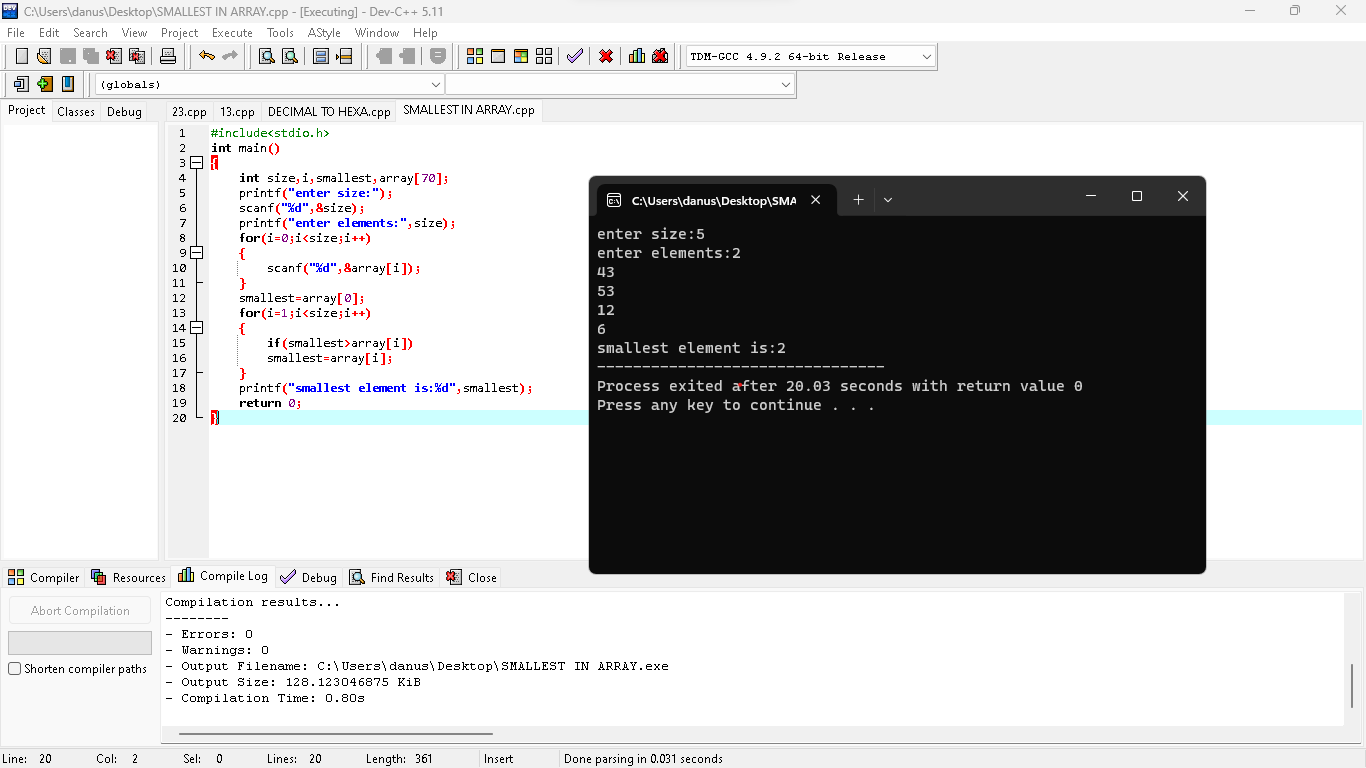 C:\Users\danus\Desktop\SMALLEST IN ARRAY.cpp - [Executing] - Dev-C++ 5.11
File Edit Search View Project Execute Tools AStyle Window Help
TDM-GCC 4.9.2 64-bit Release
(globals)
Project Classes Debug
23.cpp 13.cpp DECIMAL TO HEXA.cpp SMALLEST IN ARRAY.cpp
1 #include<stdio.h>
2 int main()
3 {
4 int size,i,smallest,array[70];
5 printf("enter size:");
6 scanf("%d",&size);
7 printf("enter elements:",size);
8 for(i=0;i<size;i++)
9 {
10 scanf("%d",&array[i]);
11 }
12 smallest=array[0];
13 for(i=1;i<size;i++)
14 {
15 if(smallest>array[i])
16 smallest=array[i];
17 }
18 printf("smallest element is:%d",smallest);
19 return 0;
20 }
C:\Users\danus\Desktop\SMA
enter size:5
enter elements:2
43
53
12
6
smallest element is:2
--------------------------------
Process exited after 20.03 seconds with return value 0
Press any key to continue . . .
Compiler Resources Compile Log Debug Find Results Close
Abort Compilation
Shorten compiler paths
Compilation results...
--------
- Errors: 0
- Warnings: 0
- Output Filename: C:\Users\danus\Desktop\SMALLEST IN ARRAY.exe
- Output Size: 128.123046875 KiB
- Compilation Time: 0.80s
Line: 20 Col: 2 Sel: 0 Lines: 20 Length: 361 Insert Done parsing in 0.031 seconds